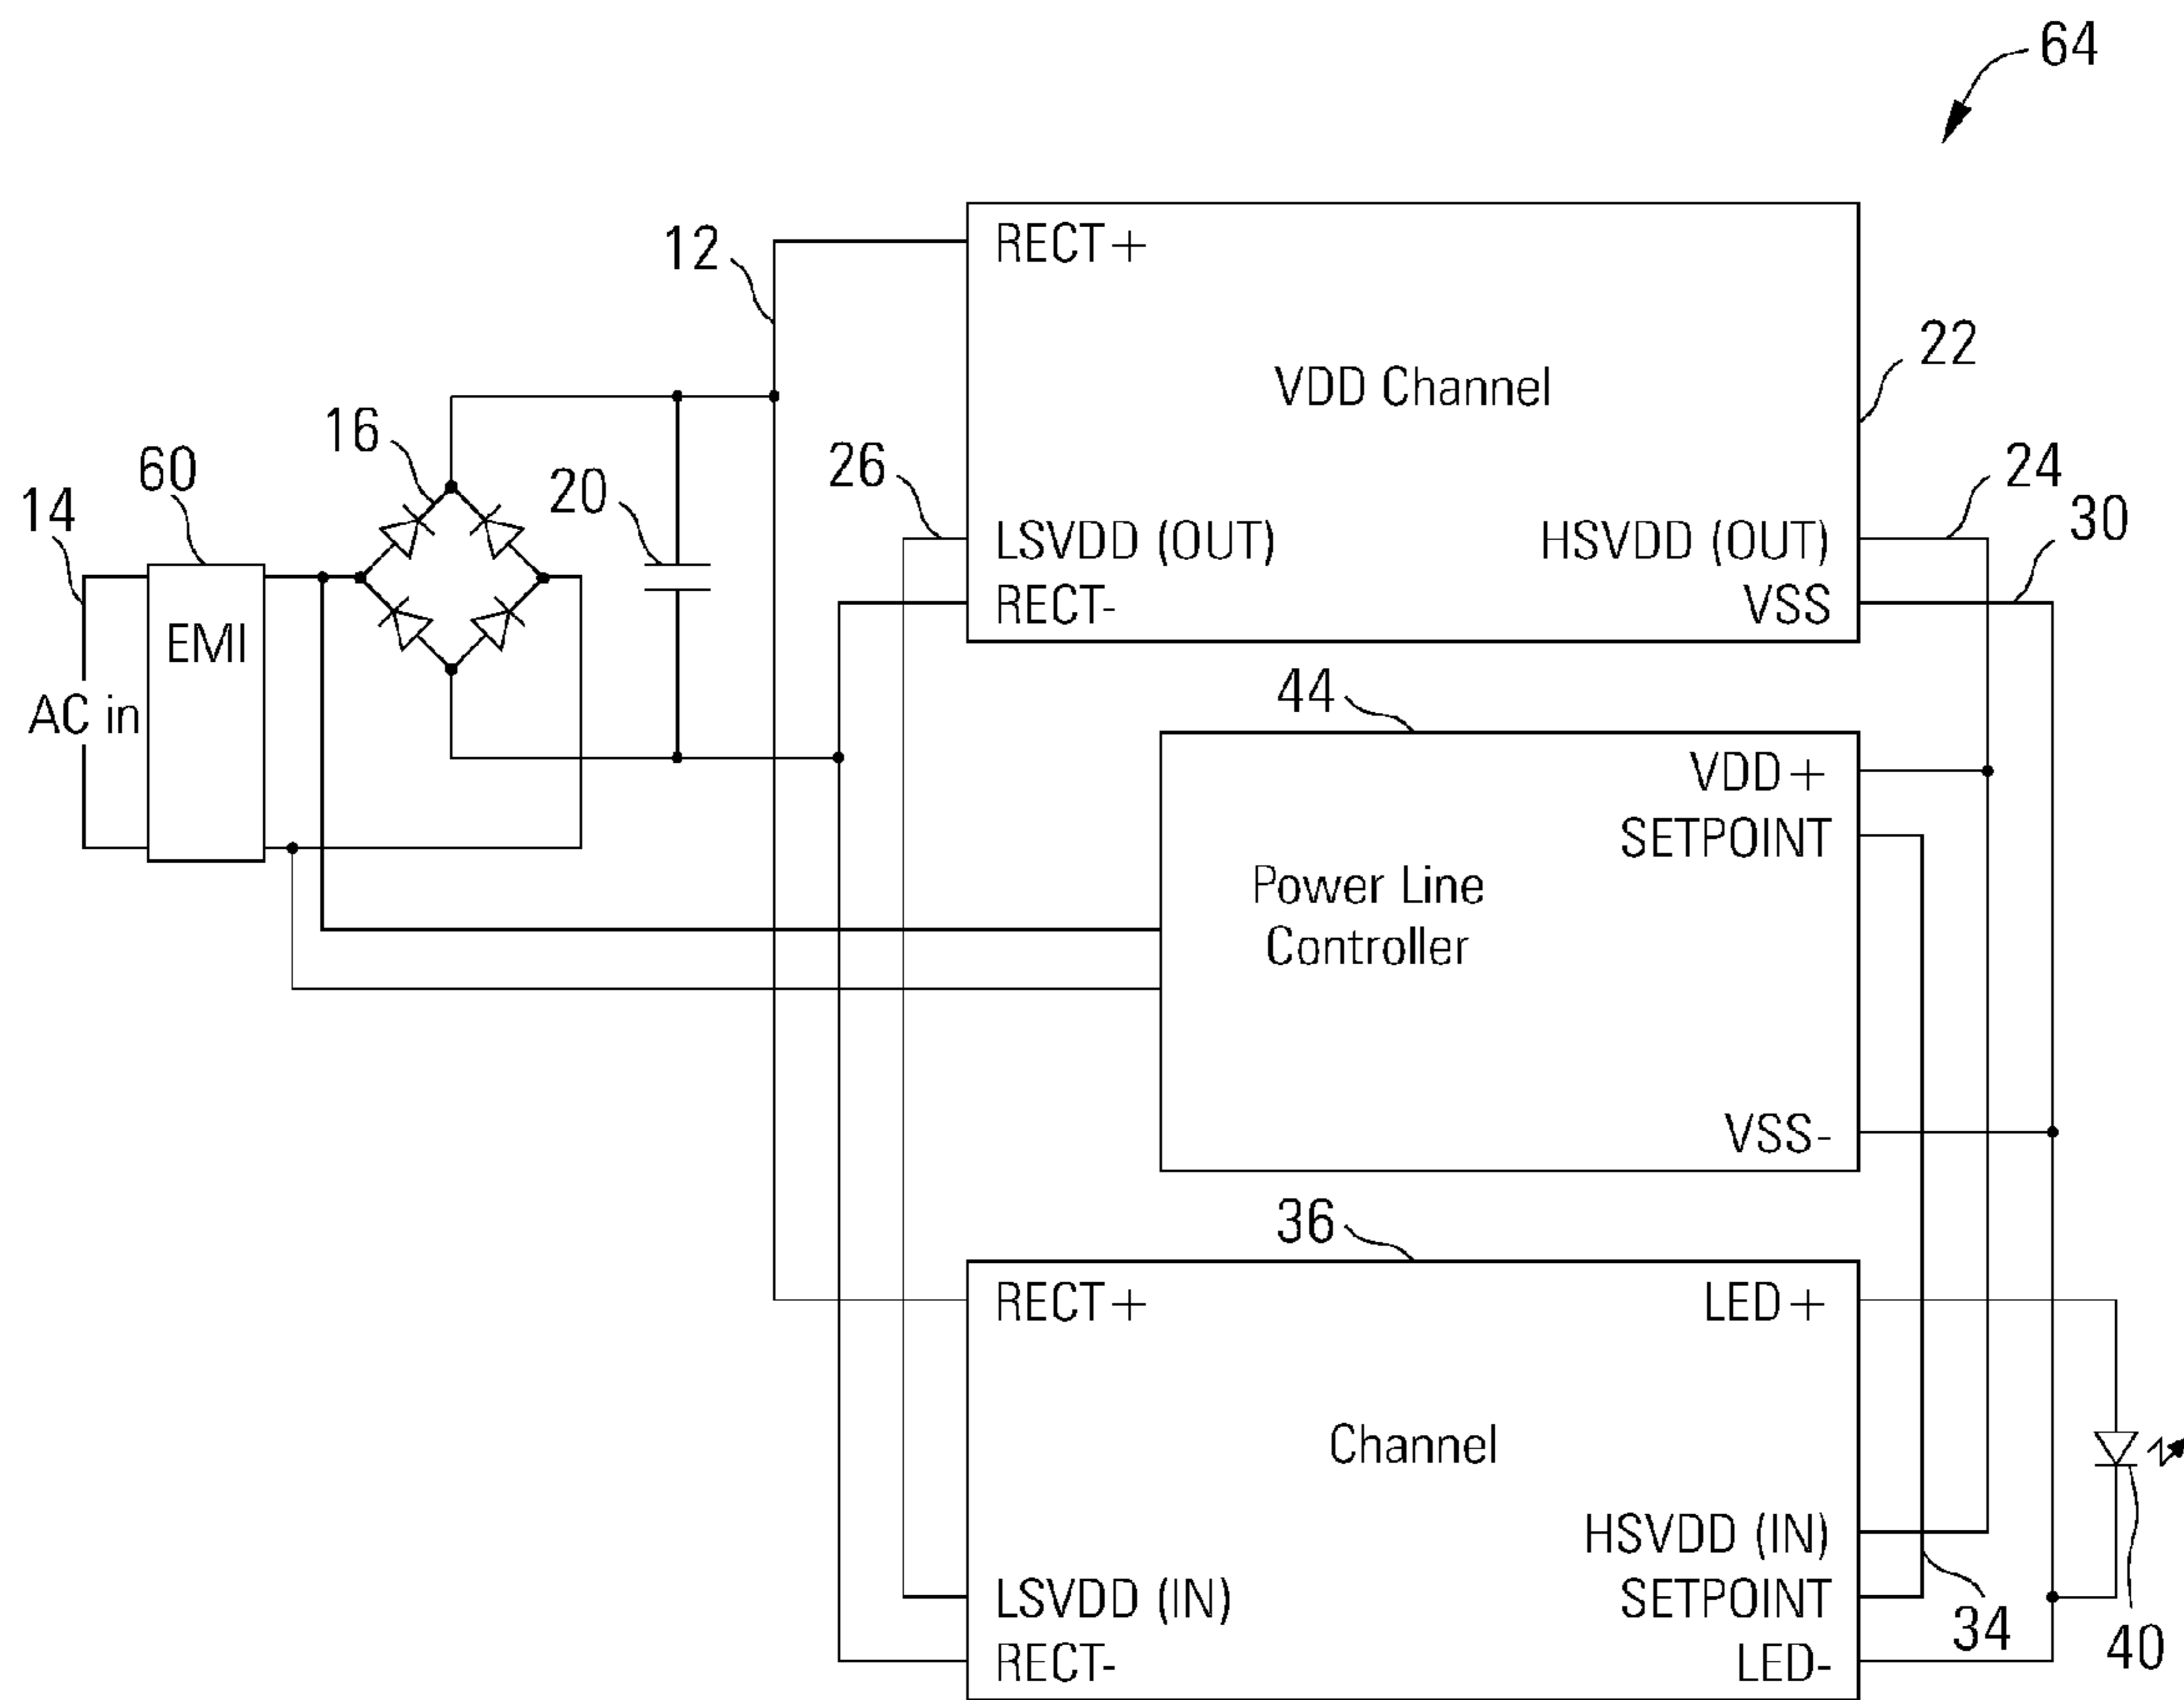 64
12
RECT+
22
VDD Channel
16
60
26
20
24
14
30
LSVDD (OUT)
HSVDD (OUT)
RECT-
VSS
EMI
44
AC in
VDD+
SETPOINT
Power Line
Controller
VSS-
36
RECT+
LED+
Channel
HSVDD (IN)
LSVDD (IN)
SETPOINT
34
40
RECT-
LED-